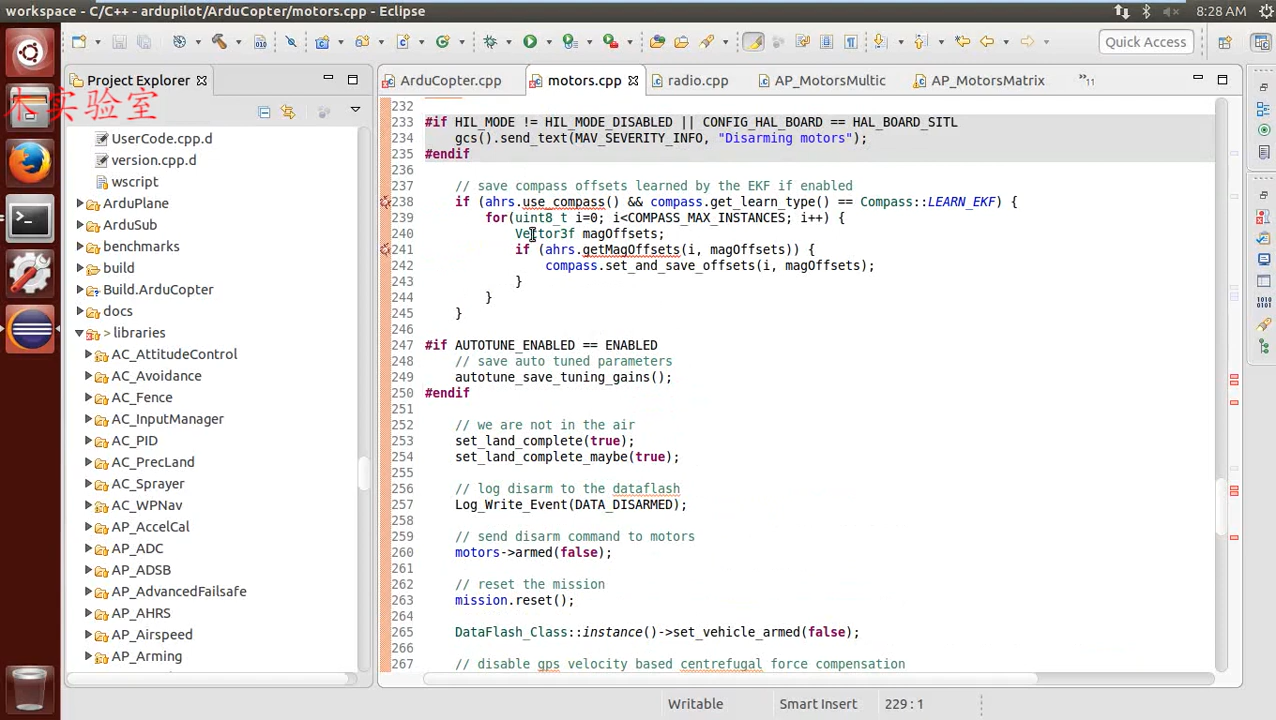 workspace - C/C++ - ardupilot/ArduCopter/motors.cpp - Eclipse
8:28 AM
Quick Access
Project Explorer
木实验室
UserCode.cpp.d
version.cpp.d
wscript
ArduPlane
ArduSub
benchmarks
build
Build.ArduCopter
docs
> libraries
AC_AttitudeControl
AC_Avoidance
AC_Fence
AC_InputManager
AC_PID
AC_PrecLand
AC_Sprayer
AC_WPNav
AP_AccelCal
AP_ADC
AP_ADSB
AP_AdvancedFailsafe
AP_AHRS
AP_Airspeed
AP_Arming
ArduCopter.cpp
motors.cpp
radio.cpp
AP_MotorsMultic
AP_MotorsMatrix
»11
232
233 #if HIL_MODE != HIL_MODE_DISABLED || CONFIG_HAL_BOARD == HAL_BOARD_SITL
234 gcs().send_text(MAV_SEVERITY_INFO, "Disarming motors");
235 #endif
236
237 // save compass offsets learned by the EKF if enabled
238 if (ahrs.use_compass() && compass.get_learn_type() == Compass::LEARN_EKF) {
239 for(uint8_t i=0; i<COMPASS_MAX_INSTANCES; i++) {
240 Vector3f magOffsets;
241 if (ahrs.getMagOffsets(i, magOffsets)) {
242 compass.set_and_save_offsets(i, magOffsets);
243 }
244 }
245 }
246
247 #if AUTOTUNE_ENABLED == ENABLED
248 // save auto tuned parameters
249 autotune_save_tuning_gains();
250 #endif
251
252 // we are not in the air
253 set_land_complete(true);
254 set_land_complete_maybe(true);
255
256 // log disarm to the dataflash
257 Log_Write_Event(DATA_DISARMED);
258
259 // send disarm command to motors
260 motors->armed(false);
261
262 // reset the mission
263 mission.reset();
264
265 DataFlash_Class::instance()->set_vehicle_armed(false);
266
267 // disable gps velocity based centrefugal force compensation
Writable
Smart Insert
229 : 1